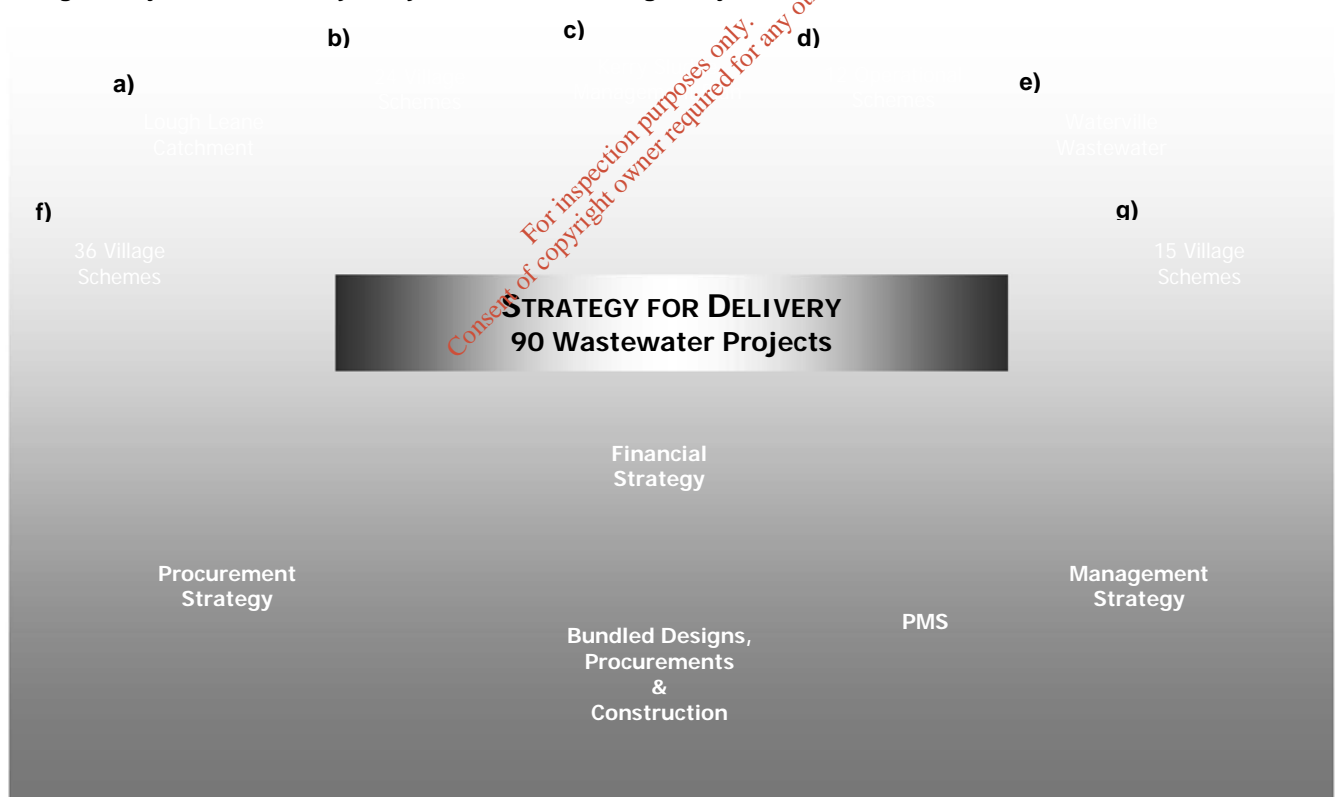 b)
c)
d)
a)
e)
Schemes
Schemes
Lough Leane
Catchment
Waterville
Wastewater
f)
g)
36 Village
Schemes
15 Village
Schemes
For inspection purposes only.
Consent of copyright owner required for any
STRATEGY FOR DELIVERY
90 Wastewater Projects
Financial
Strategy
Procurement
Strategy
Management
Strategy
PMS
Bundled Designs,
Procurements
&
Construction